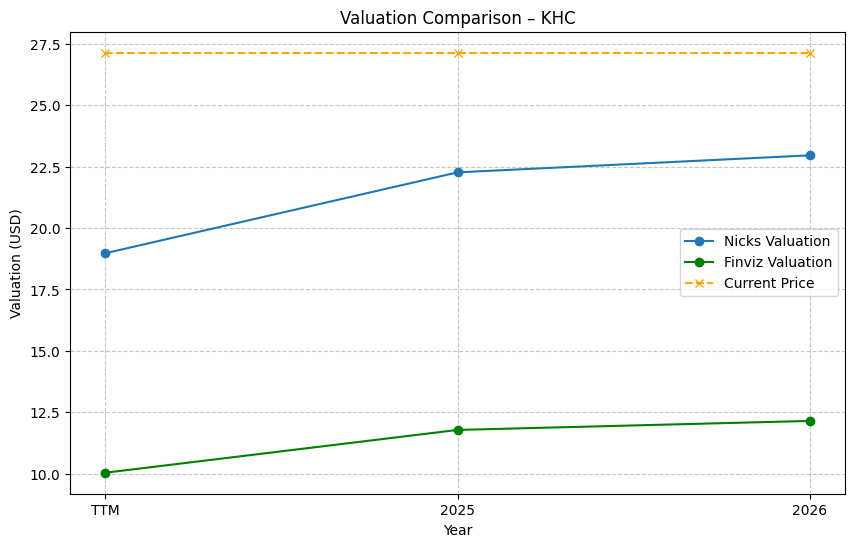 Valuation Comparison – KHC
Valuation (USD)
27.5
25.0
22.5
20.0
17.5
15.0
12.5
10.0
Nicks Valuation
Finviz Valuation
Current Price
TTM
2025
2026
Year